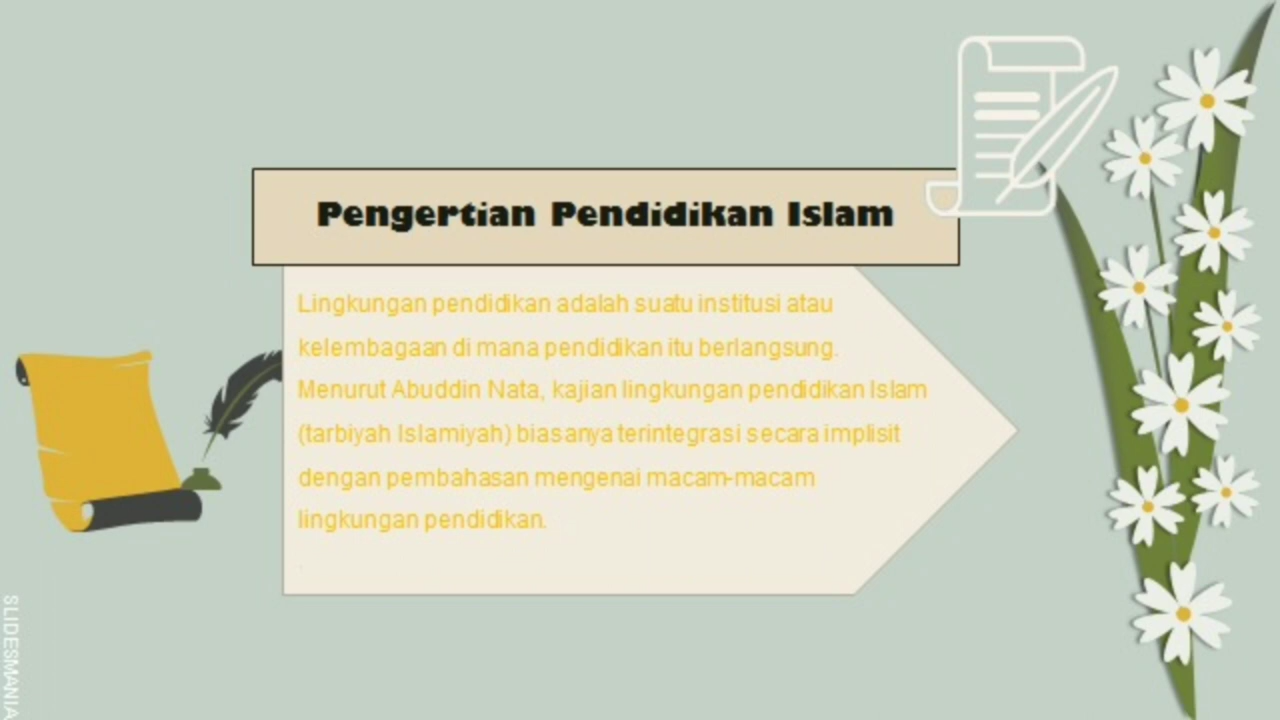 Pengertian Pendidikan Islam
Lingkungan pendidikan adalah suatu institusi atau
kelembagaan di mana pendidikan itu berlangsung.
Menurut Abuddin Nata, kajian lingkungan pendidikan Islam
(tarbiyah Islamiyah) biasanya terintegrasi secara implisit
dengan pembahasan mengenai macam-macam
lingkungan pendidikan.
.
SLIDESMANIA